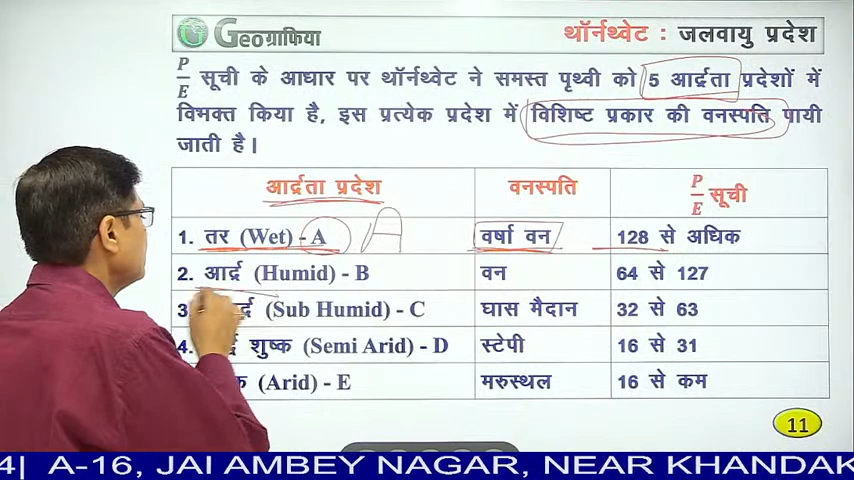 Geoग्राफिया
थॉर्नथ्वेट : जलवायु प्रदेश
P/E सूची के आधार पर थॉर्नथ्वेट ने समस्त पृथ्वी को 5 आर्द्रता प्रदेशों में
विभक्त किया है, इस प्रत्येक प्रदेश में विशिष्ट प्रकार की वनस्पति पायी
जाती है।
आर्द्रता प्रदेश वनस्पति P/E सूची
1. तर (Wet) - A A वर्षा वन 128 से अधिक
2. आर्द्र (Humid) - B वन 64 से 127
3 (Sub Humid) - C घास मैदान 32 से 63
4. शुष्क (Semi Arid) - D स्टेपी 16 से 31
(Arid) - E मरुस्थल 16 से कम
11
4| A-16, JAI AMBEY NAGAR, NEAR KHANDAK